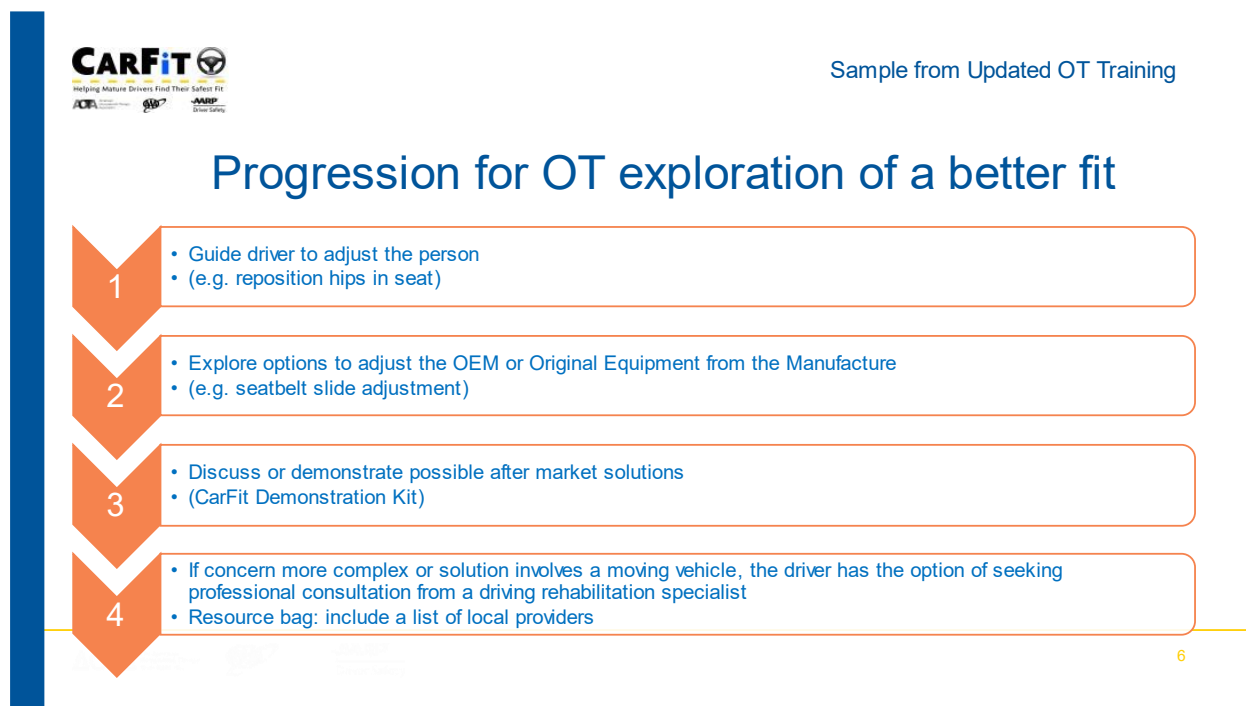 CARFiT
Helping Mature Drivers Find Their Safest Fit
AOTA
AAA
AARP
Driver Safety
Sample from Updated OT Training
Progression for OT exploration of a better fit
1
• Guide driver to adjust the person
• (e.g. reposition hips in seat)
2
• Explore options to adjust the OEM or Original Equipment from the Manufacture
• (e.g. seatbelt slide adjustment)
3
• Discuss or demonstrate possible after market solutions
• (CarFit Demonstration Kit)
4
• If concern more complex or solution involves a moving vehicle, the driver has the option of seeking
professional consultation from a driving rehabilitation specialist
• Resource bag: include a list of local providers
6